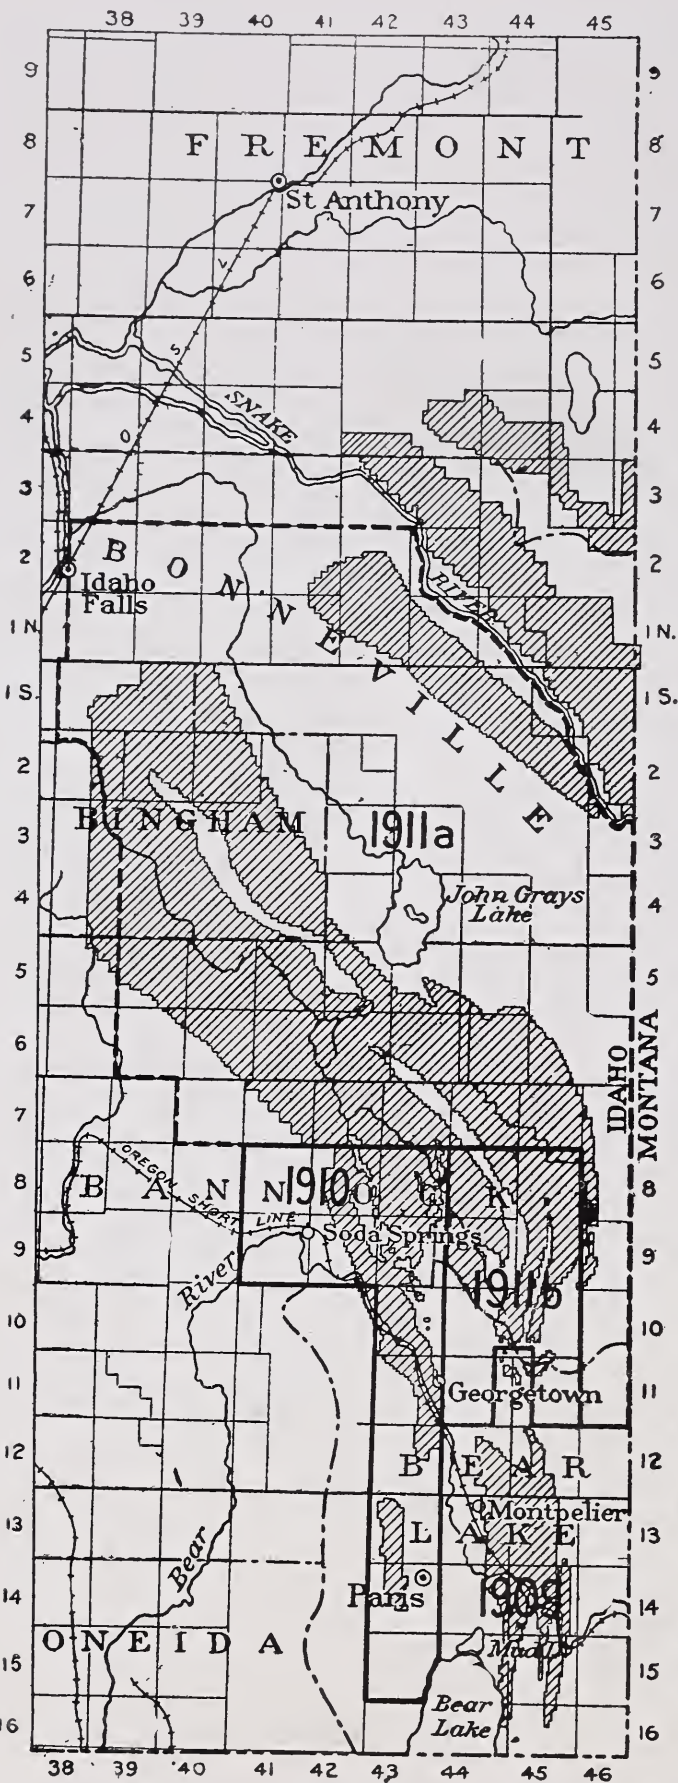 38 39 40 41 42 43 44 45
9 9
8 FREMONT 8
St Anthony
7 7
6 6
O S L
5 5
SNAKE
4 4
3 3
2 2
BONNEVILLE
Idaho
Falls
RIVER
1 N. 1 N.
1 S. 1 S.
2 2
BINGHAM
3 3
1911a
John Grays
Lake
4 4
5 5
6 6
IDAHO
MONTANA
7 7
OREGON SHORT LINE
8 BANNOCK 8
1910
Soda Springs
9 9
River
1911b
10 10
11 11
Georgetown
12 12
BEAR
Montpelier
13 13
LAKE
Bear
Paris
14 14
1909
ONEIDA
Mud L.
15 15
Bear
Lake
16 16
38 39 40 41 42 43 44 45 46